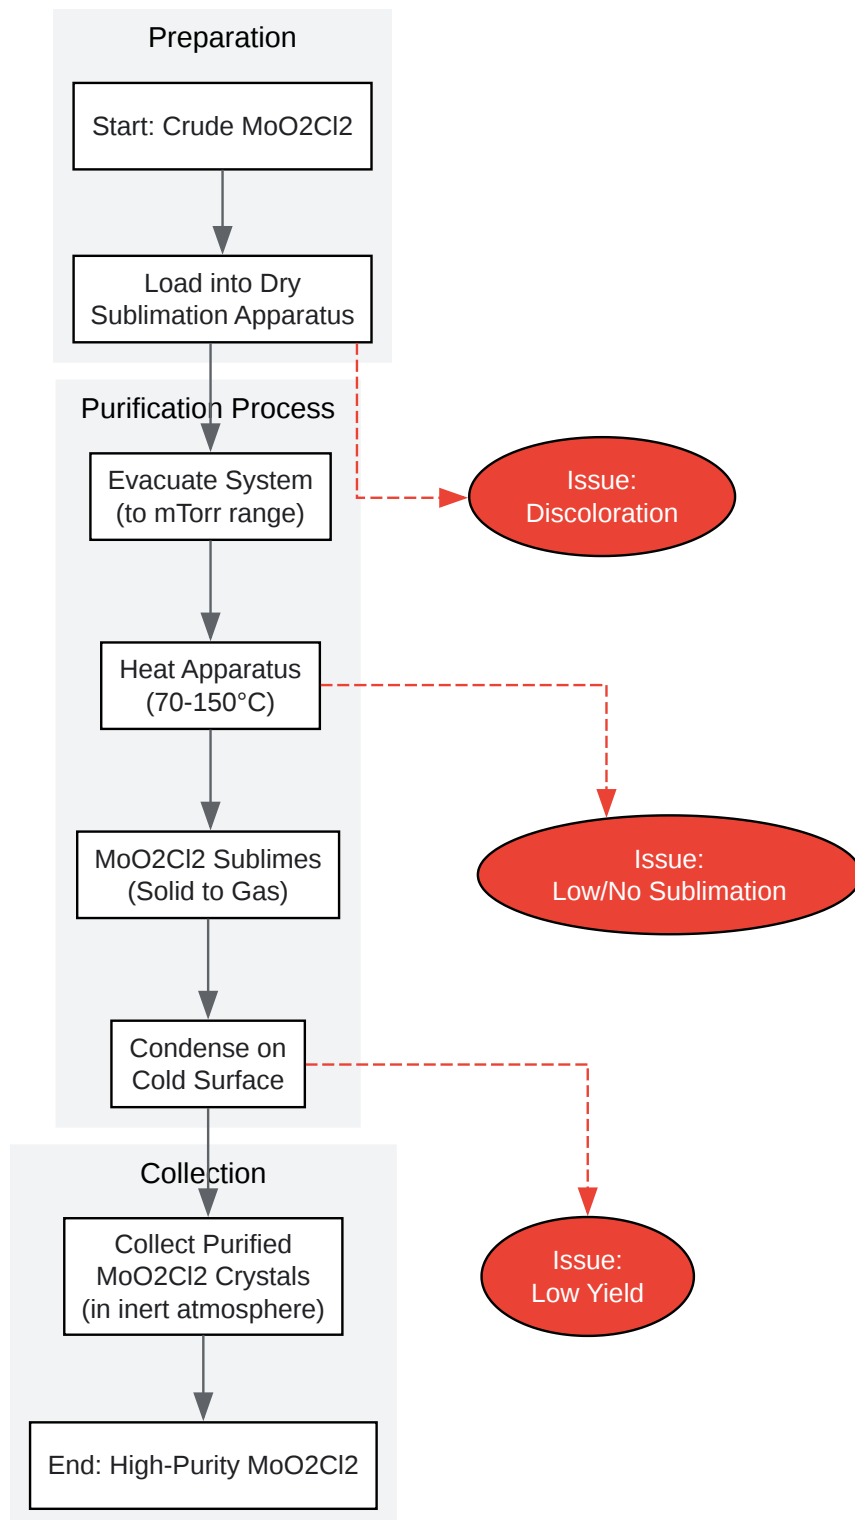 Preparation
Start: Crude MoO2Cl2
Load into Dry
Sublimation Apparatus
Purification Process
Evacuate System
(to mTorr range)
Issue:
Discoloration
Heat Apparatus
(70-150°C)
MoO2Cl2 Sublimes
(Solid to Gas)
Issue:
Low/No Sublimation
Condense on
Cold Surface
Collection
Collect Purified
MoO2Cl2 Crystals
(in inert atmosphere)
Issue:
Low Yield
End: High-Purity MoO2Cl2